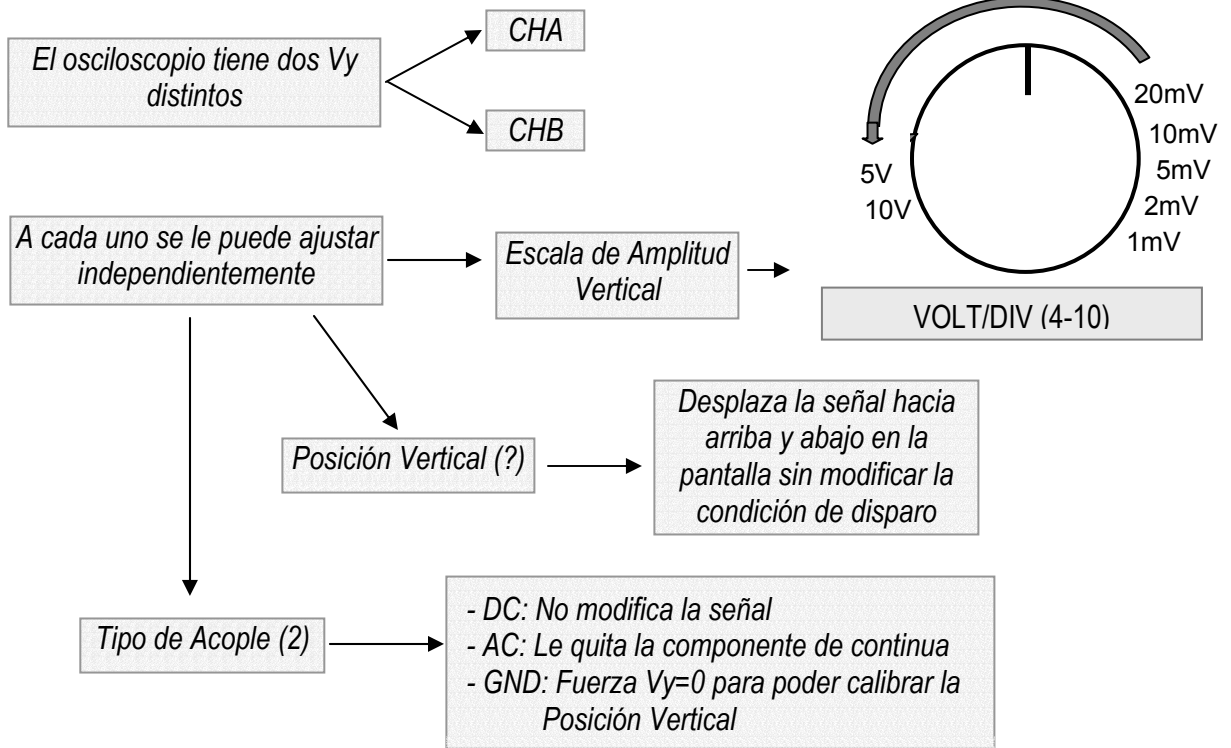 El osciloscopio tiene dos Vy
distintos
CHA
CHB
20mV
10mV
5mV
2mV
1mV
5V
10V
VOLT/DIV (4-10)
A cada uno se le puede ajustar
independientemente
Escala de Amplitud
Vertical
Posición Vertical (?)
Desplaza la señal hacia
arriba y abajo en la
pantalla sin modificar la
condición de disparo
Tipo de Acople (2)
- DC: No modifica la señal
- AC: Le quita la componente de continua
- GND: Fuerza Vy=0 para poder calibrar la
Posición Vertical